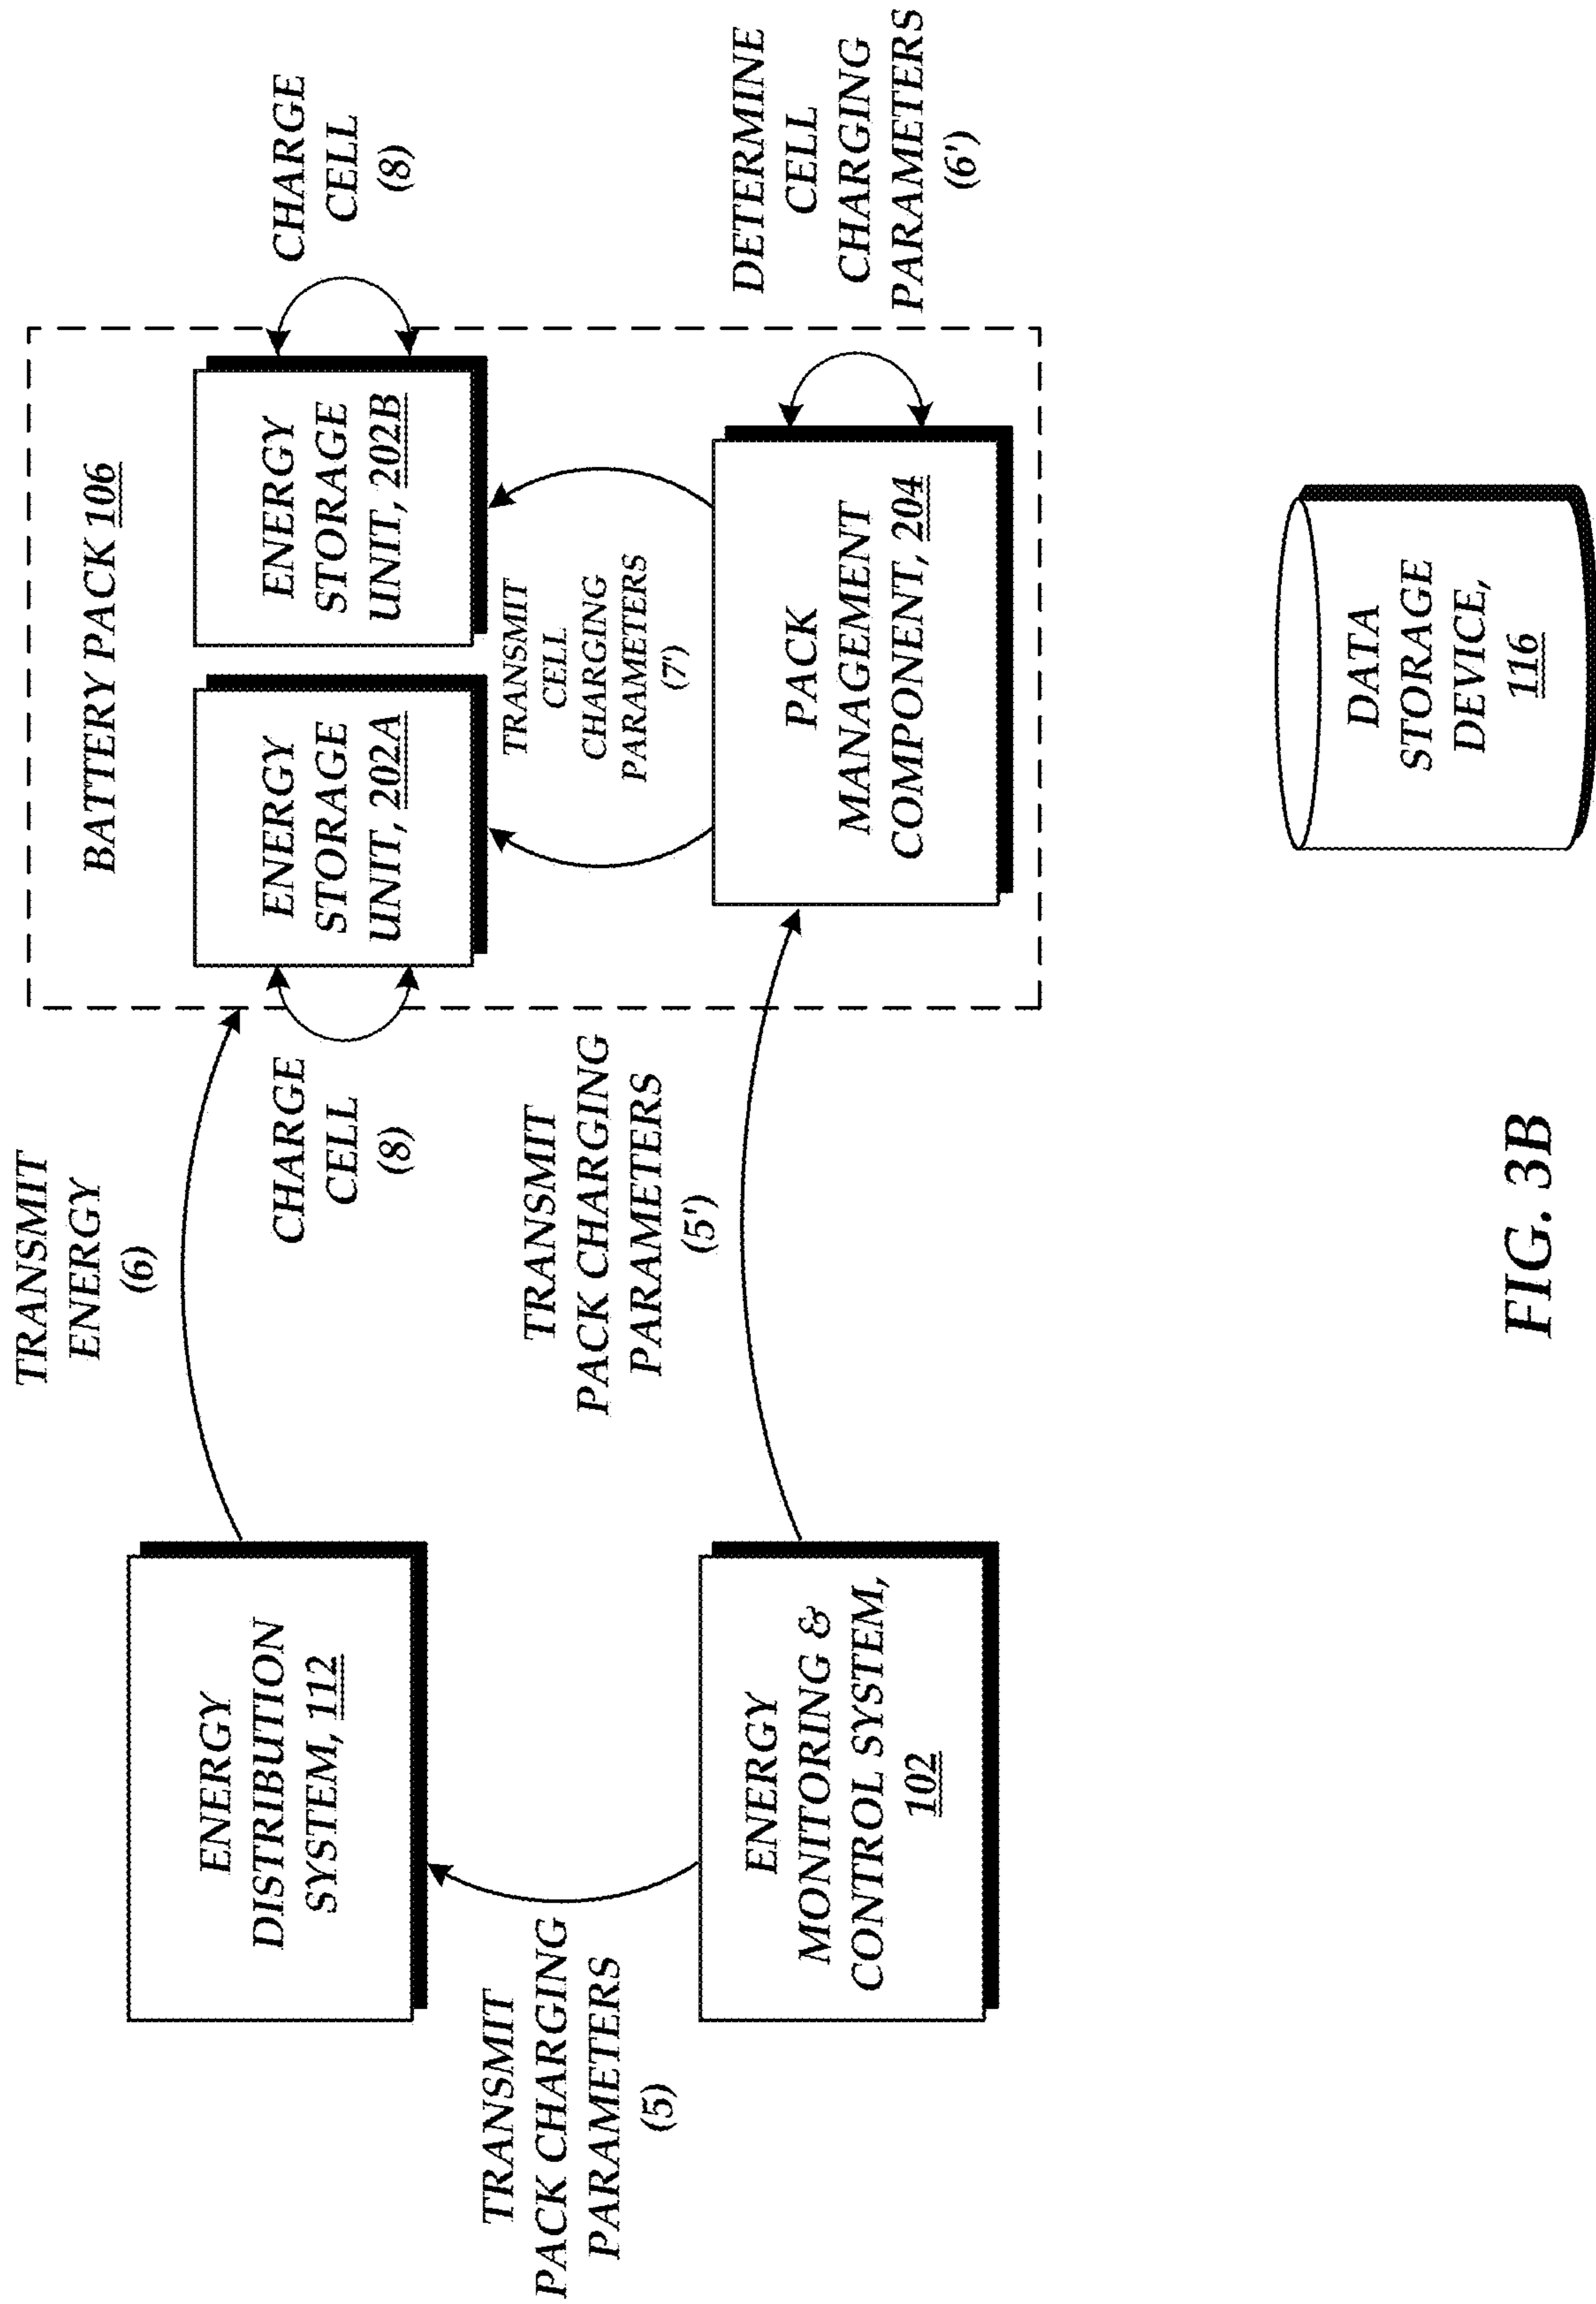 TRANSMIT
ENERGY
(6)
BATTERY PACK 106
ENERGY
DISTRIBUTION
SYSTEM, 112
CHARGE
CELL
(8)
ENERGY
STORAGE
UNIT, 202A
ENERGY
STORAGE
UNIT, 202B
CHARGE
CELL
(8)
TRANSMIT
PACK CHARGING
PARAMETERS
(5)
TRANSMIT
PACK CHARGING
PARAMETERS
(5')
TRANSMIT
CELL
CHARGING
PARAMETERS
(7')
ENERGY
MONITORING &
CONTROL SYSTEM,
102
PACK
MANAGEMENT
COMPONENT, 204
DETERMINE
CELL
CHARGING
PARAMETERS
(6')
DATA
STORAGE
DEVICE,
116
FIG. 3B